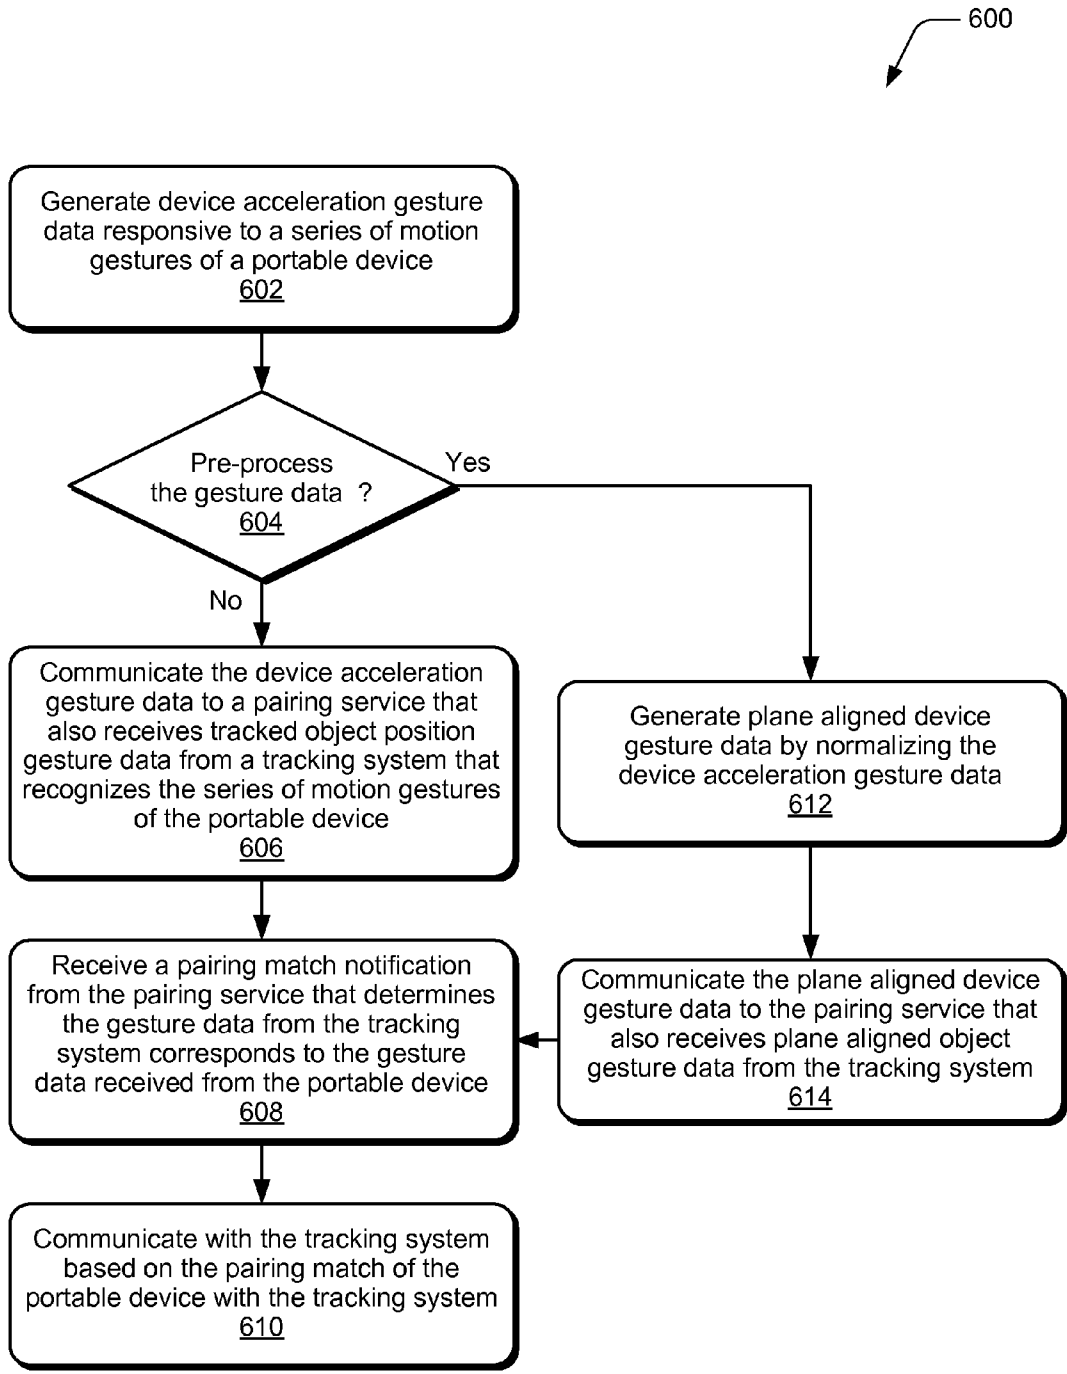 600
Generate device acceleration gesture
data responsive to a series of motion
gestures of a portable device
602
Pre-process
the gesture data ?
604
Yes
No
Communicate the device acceleration
gesture data to a pairing service that
also receives tracked object position
gesture data from a tracking system that
recognizes the series of motion gestures
of the portable device
606
Generate plane aligned device
gesture data by normalizing the
device acceleration gesture data
612
Receive a pairing match notification
from the pairing service that determines
the gesture data from the tracking
system corresponds to the gesture
data received from the portable device
608
Communicate the plane aligned device
gesture data to the pairing service that
also receives plane aligned object
gesture data from the tracking system
614
Communicate with the tracking system
based on the pairing match of the
portable device with the tracking system
610